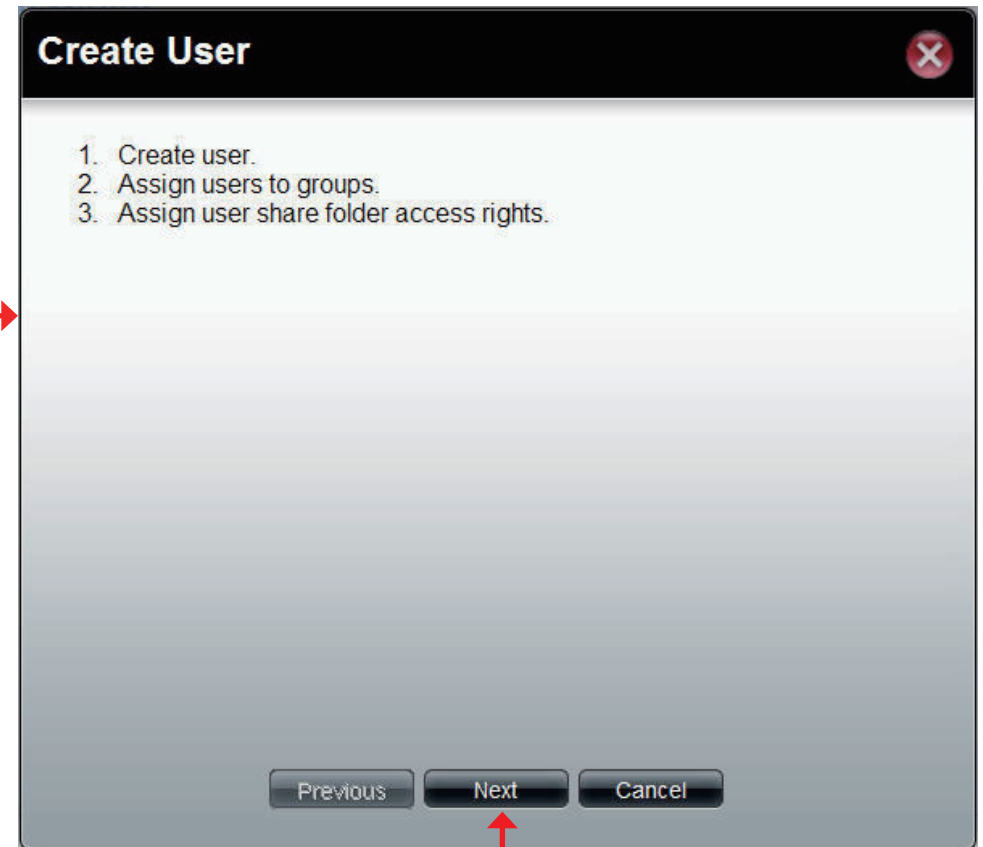 Create User
1. Create user.
2. Assign users to groups.
3. Assign user share folder access rights.
Previous Next Cancel